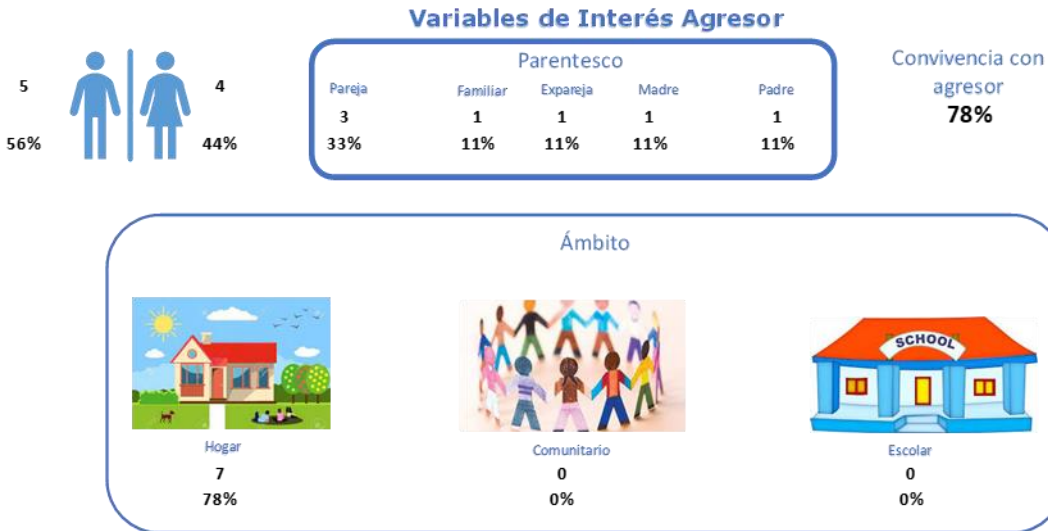 Variables de Interés Agresor
5
4
56%
44%
Parentesco
Pareja Familiar Expareja Madre Padre
3 1 1 1 1
33% 11% 11% 11% 11%
Convivencia con
agresor
78%
Ámbito
SCHOOL
Hogar Comunitario Escolar
7 0 0
78% 0% 0%